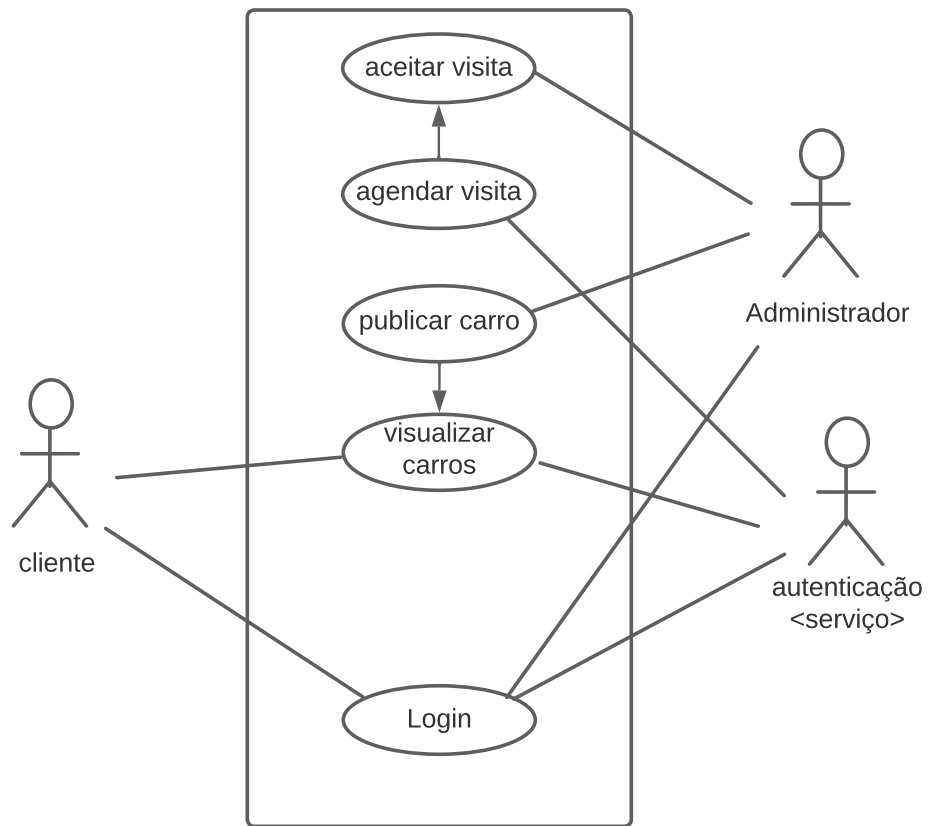 aceitar visita
agendar visita
publicar carro
Administrador
visualizar
carros
cliente
autenticação
<serviço>
Login